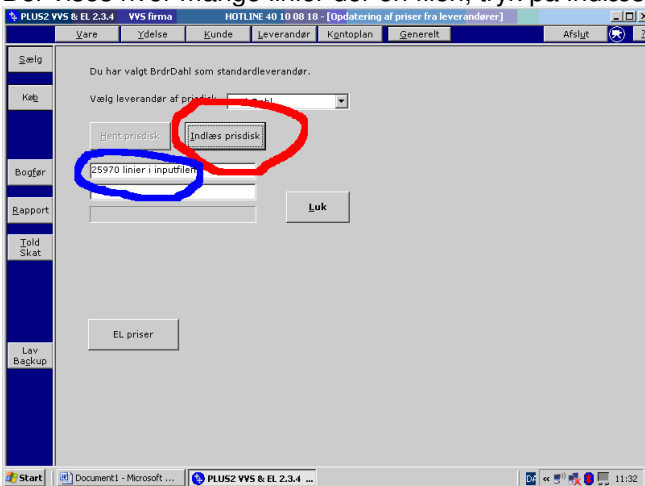 PLUS2 VVS & EL 2.3.4 VVS firma HOTLINE 40 10 08 18 - [Opdatering af priser fra leverandører]
Vare Ydelse Kunde Leverandør Kontoplan Generelt Afslut
Sælg
Du har valgt BrdrDahl som standardleverandør.
Køb
Vælg leverandør af prisdisk
Hent prisdisk Indlæs prisdisk
Bogfør
25970 linier i inputfilen
Rapport
Luk
Told
Skat
EL priser
Lav
Backup
Start Document1 - Microsoft ... PLUS2 VVS & EL 2.3.4 ... DA « 11:32